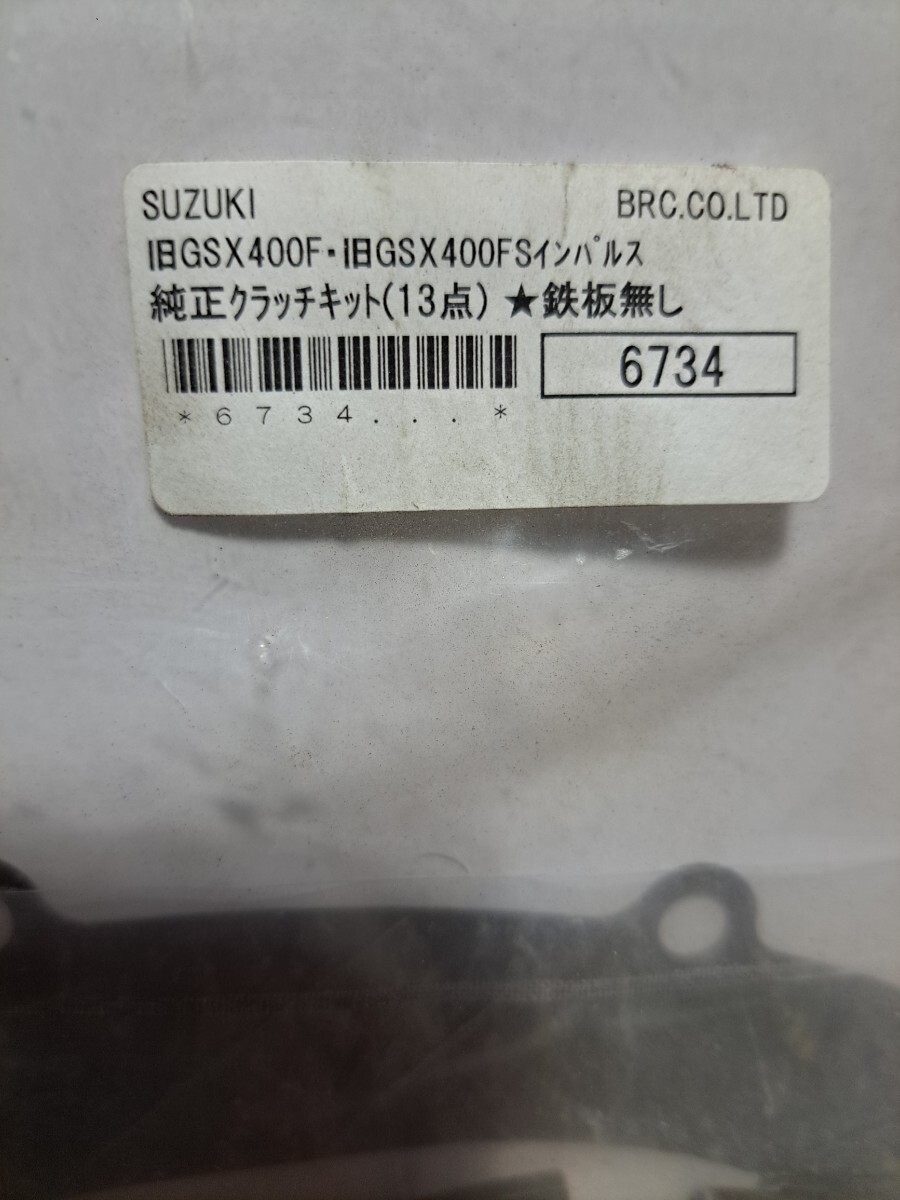 SUZUKI BRC.CO.LTD
旧GSX400F・旧GSX400FSインパルス
純正クラッチキット(13点) ★鉄板無し
6734
*6734...*